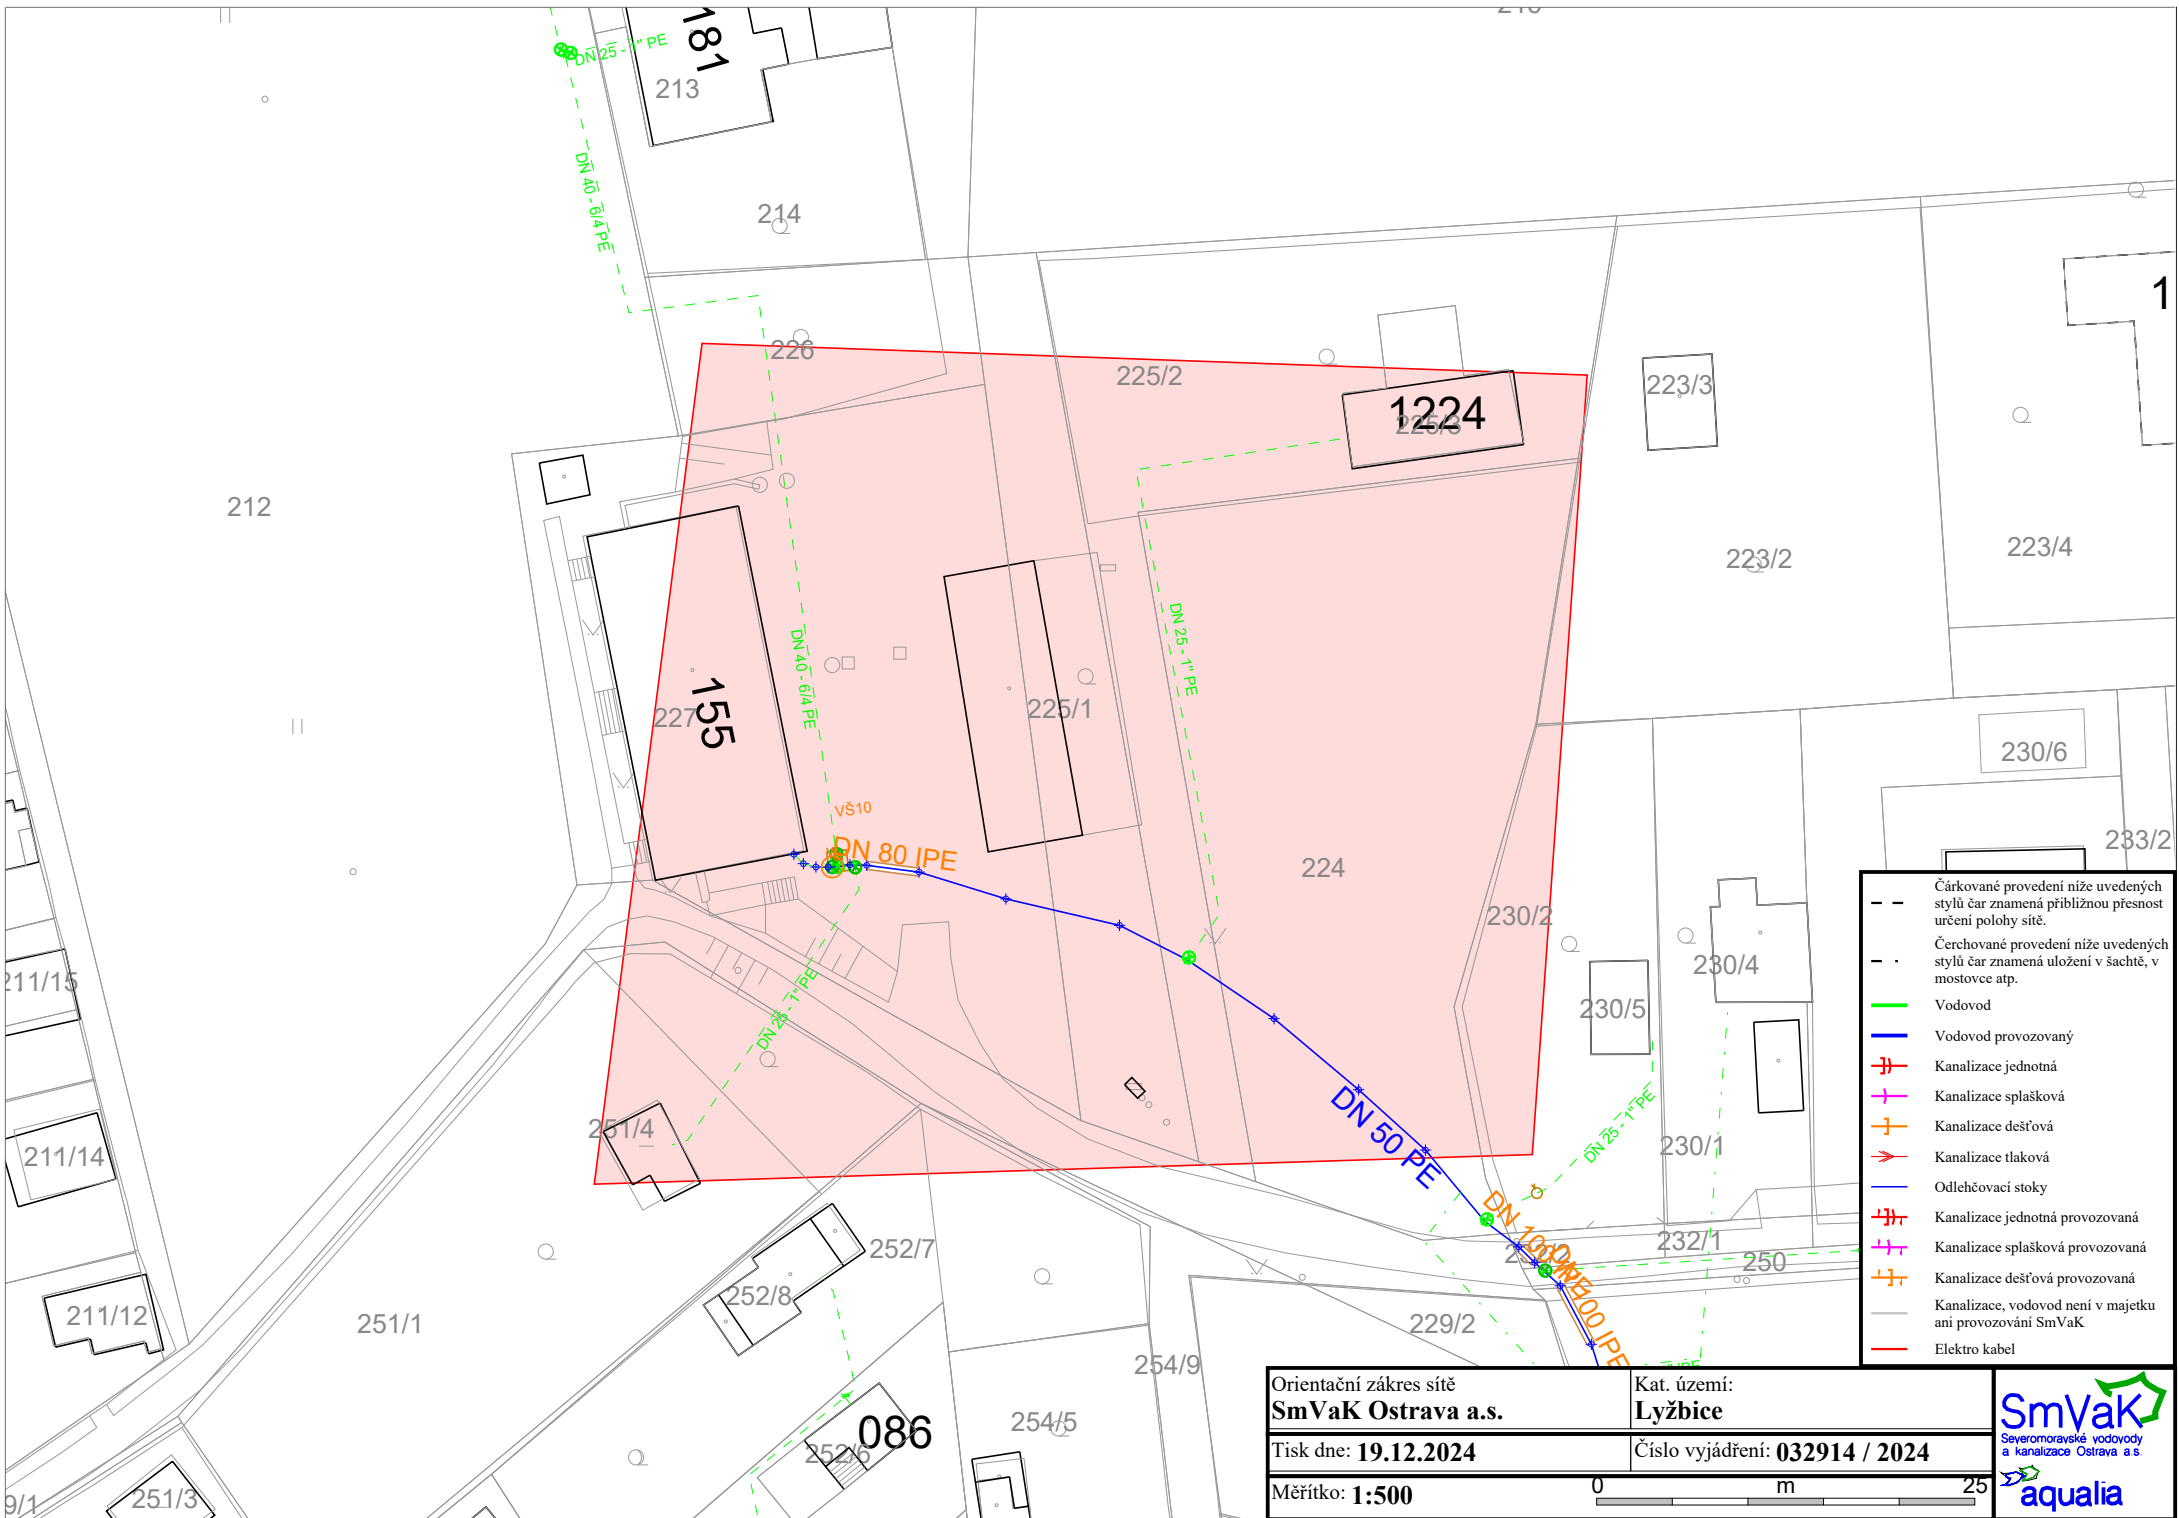 181
DN 25 - 1" PE
213
DN 40 - 6/4 PE
214
226
225/2
1224
225/3
223/3
1
212
223/2
223/4
DN 40 - 6/4 PE
DN 25 - 1" PE
155
227
225/1
230/6
VŠ10
DN 80 IPE
224
233/2
230/2
230/4
211/15
230/5
DN 25 - 1" PE
251/4
DN 50 PE
DN 25 - 1" PE
230/1
211/14
252/7
232/1
250
252/8
211/12
251/1
229/2
DN 100 IPE
254/9
254/5
086
252/6
251/3
9/1
Čárkované provedení níže uvedených
stylů čar znamená přibližnou přesnost
určení polohy sítě.
Čerchované provedení níže uvedených
stylů čar znamená uložení v šachtě, v
mostovce atp.
Vodovod
Vodovod provozovaný
Kanalizace jednotná
Kanalizace splašková
Kanalizace dešťová
Kanalizace tlaková
Odlehčovací stoky
Kanalizace jednotná provozovaná
Kanalizace splašková provozovaná
Kanalizace dešťová provozovaná
Kanalizace, vodovod není v majetku
ani provozování SmVaK
Elektro kabel
Orientační zákres sítě
SmVaK Ostrava a.s.
Kat. území:
Lyžbice
Tisk dne: 19.12.2024
Číslo vyjádření: 032914 / 2024
Měřítko: 1:500
0 m 25
SmVaK
Severomoravské vodovody
a kanalizace Ostrava a.s.
aqualia